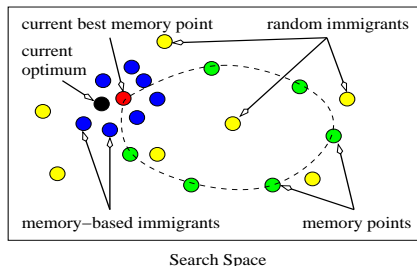 current best memory point
random immigrants
current
optimum
memory−based immigrants
memory points
Search Space